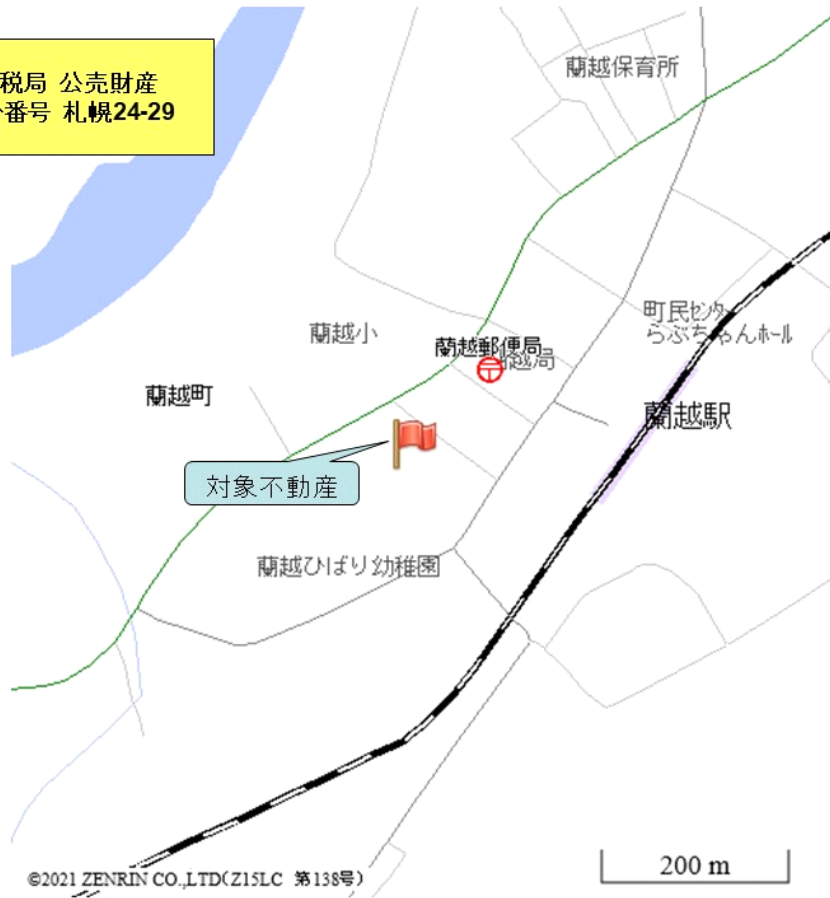 税局 公売財産
番号 札幌24-29
蘭越保育所
町民センター
らぶちゃんホール
蘭越小
蘭越郵便局
越局
蘭越町
蘭越駅
対象不動産
蘭越ひばり幼稚園
200 m
©2021 ZENRIN CO.,LTD(Z15LC 第138号)